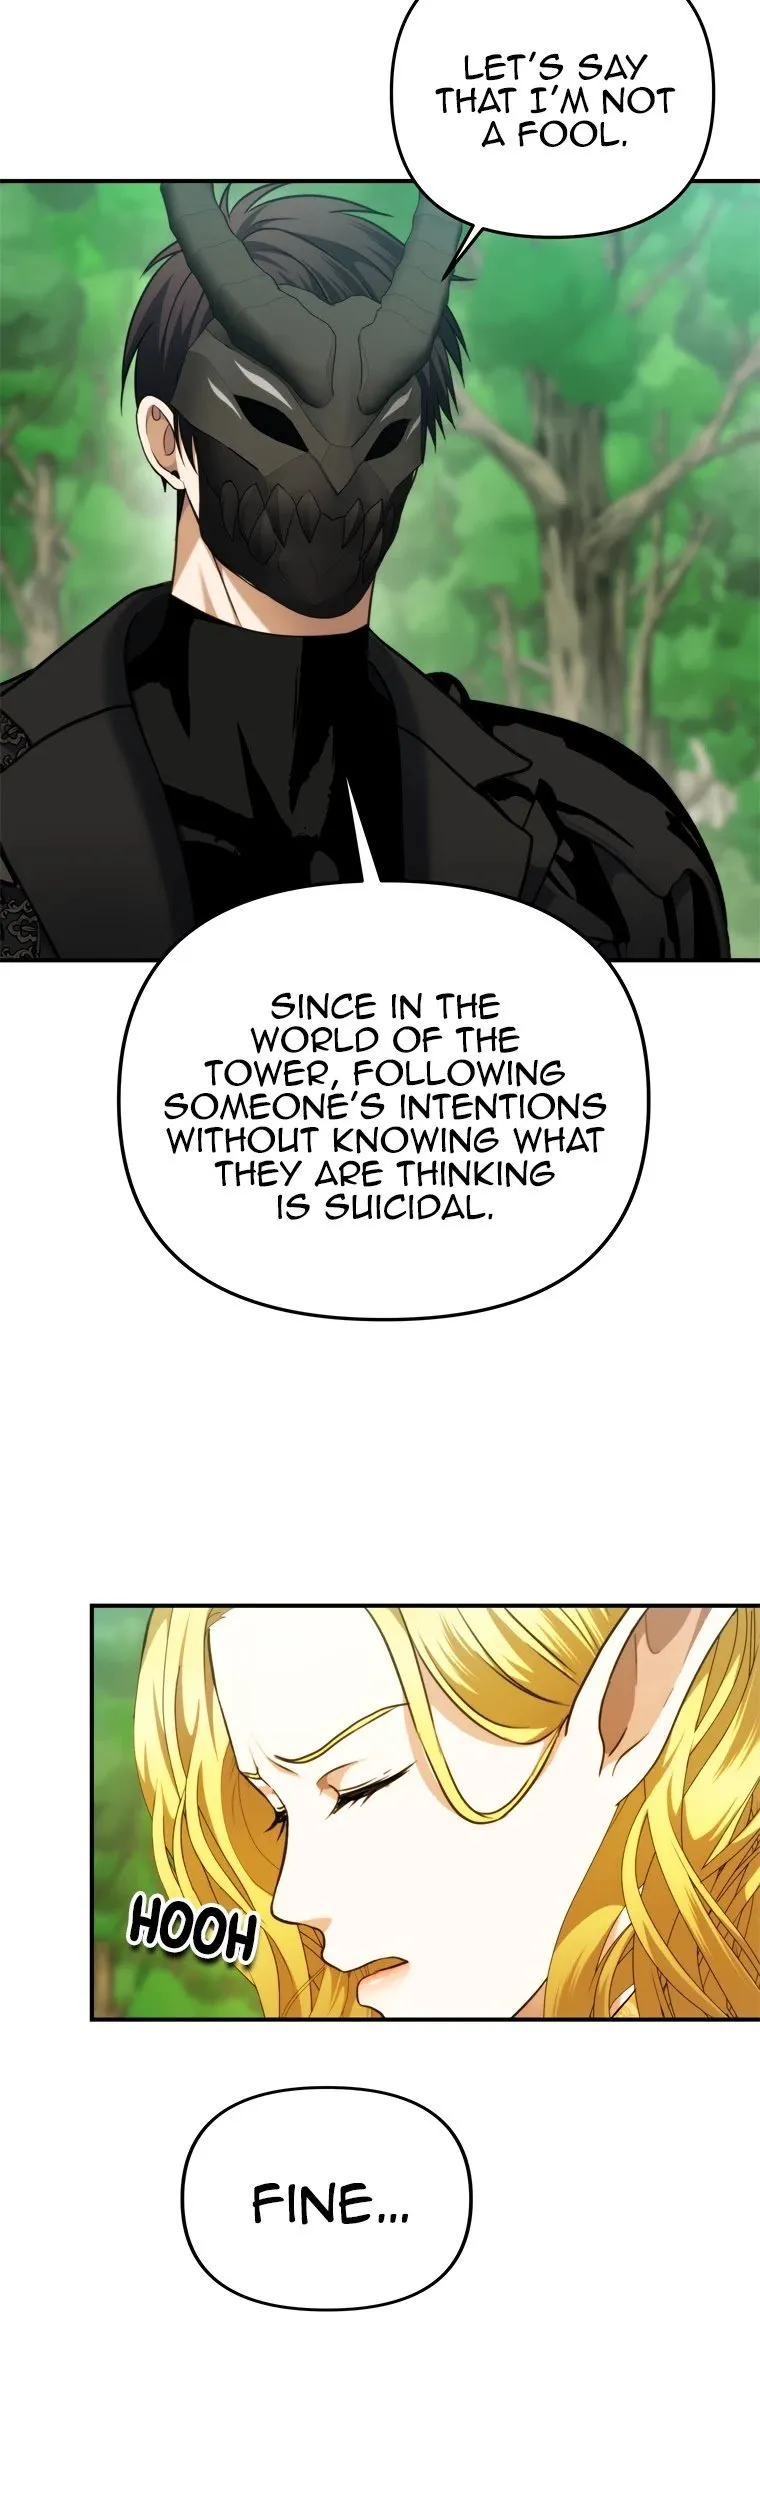 LET'S SAY
THAT I'M NOT
A FOOL.
SINCE IN THE
WORLD OF THE
TOWER, FOLLOWING
SOMEONE'S INTENTIONS
WITHOUT KNOWING WHAT
THEY ARE THINKING
IS SUICIDAL.
HOOH
FINE...